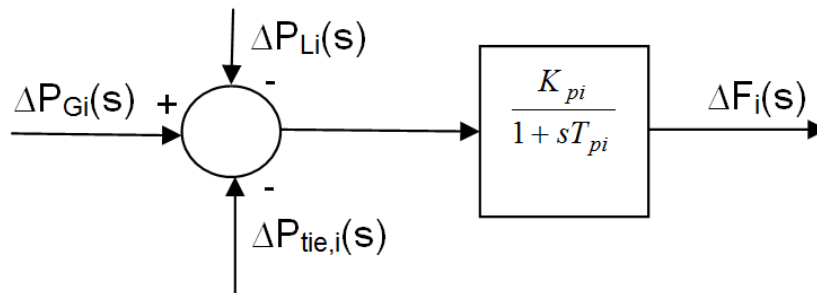 ΔP_Li(s)
-
ΔP_Gi(s) +
K_pi
1 + sT_pi
ΔF_i(s)
-
ΔP_tie,i(s)